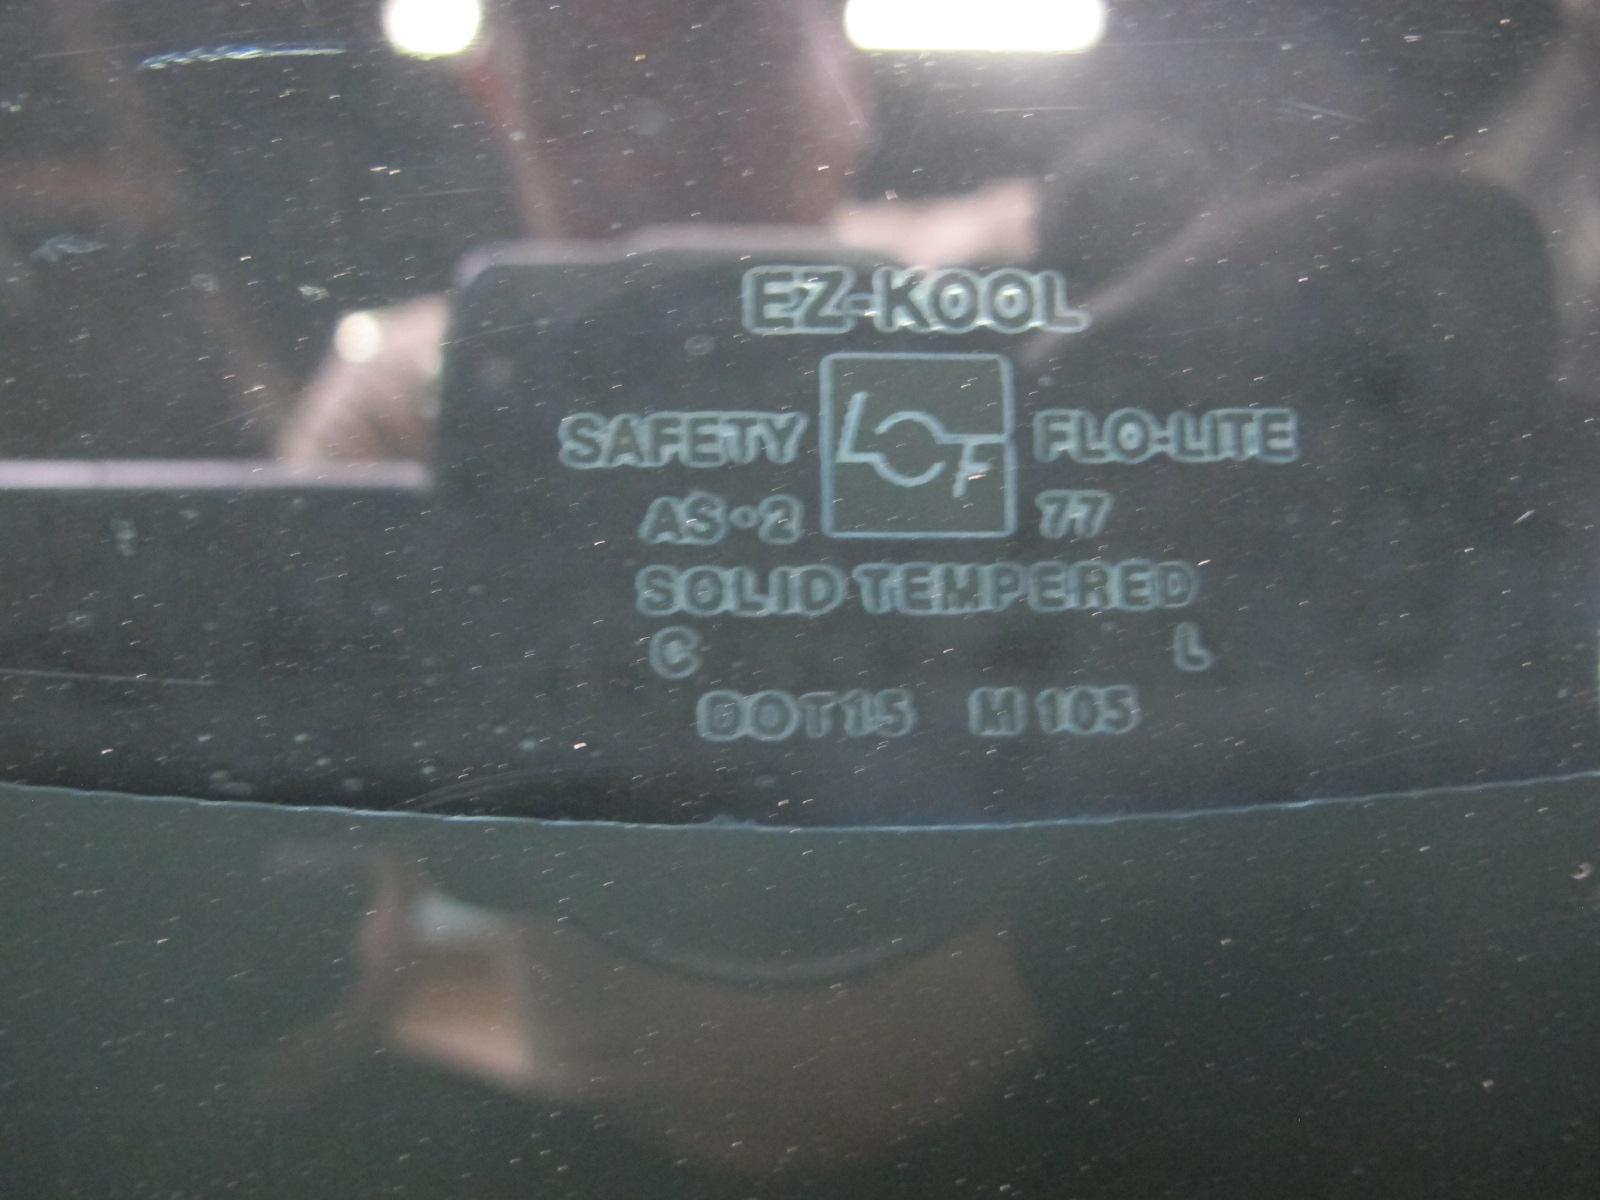 EZ-KOOL
LOF
SAFETY FLO-LITE
AS-2 77
SOLID TEMPERED
C L
DOT15 M105